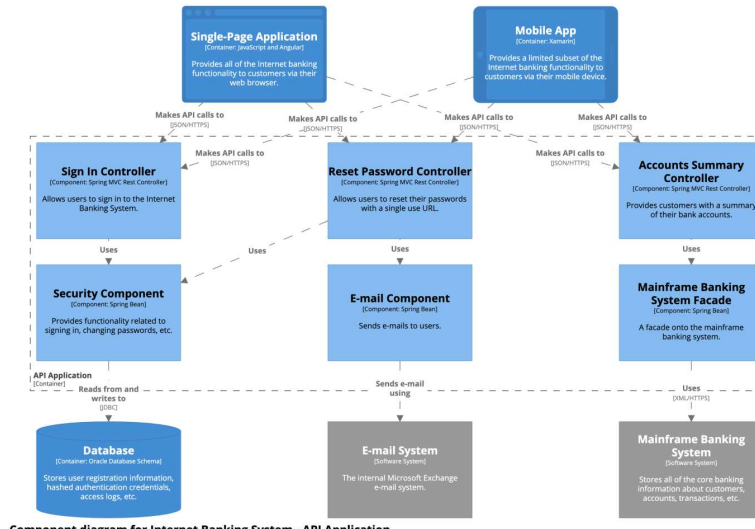 Single-Page Application
[Container: JavaScript and Angular]
Provides all of the Internet banking
functionality to customers via their
web browser.
Mobile App
[Container: Xamarin]
Provides a limited subset of the
Internet banking functionality to
customers via their mobile device.
Makes API calls to
[JSON/HTTPS]
Makes API calls to
[JSON/HTTPS]
Makes API calls to
[JSON/HTTPS]
Makes API calls to
[JSON/HTTPS]
Makes API calls to
[JSON/HTTPS]
Makes API calls to
[JSON/HTTPS]
Sign In Controller
[Component: Spring MVC Rest Controller]
Allows users to sign in to the Internet
Banking System.
Reset Password Controller
[Component: Spring MVC Rest Controller]
Allows users to reset their passwords
with a single use URL.
Accounts Summary
Controller
[Component: Spring MVC Rest Controller]
Provides customers with a summary
of their bank accounts.
Uses
Uses
Uses
Uses
Security Component
[Component: Spring Bean]
Provides functionality related to
signing in, changing passwords, etc.
E-mail Component
[Component: Spring Bean]
Sends e-mails to users.
Mainframe Banking
System Facade
[Component: Spring Bean]
A facade onto the mainframe
banking system.
API Application
[Container]
Reads from and
writes to
[JDBC]
Sends e-mail
using
Uses
[XML/HTTPS]
Database
[Container: Oracle Database Schema]
Stores user registration information,
hashed authentication credentials,
access logs, etc.
E-mail System
[Software System]
The internal Microsoft Exchange
e-mail system.
Mainframe Banking
System
[Software System]
Stores all of the core banking
information about customers,
accounts, transactions, etc.
Component diagram for Internet Banking System - API Application